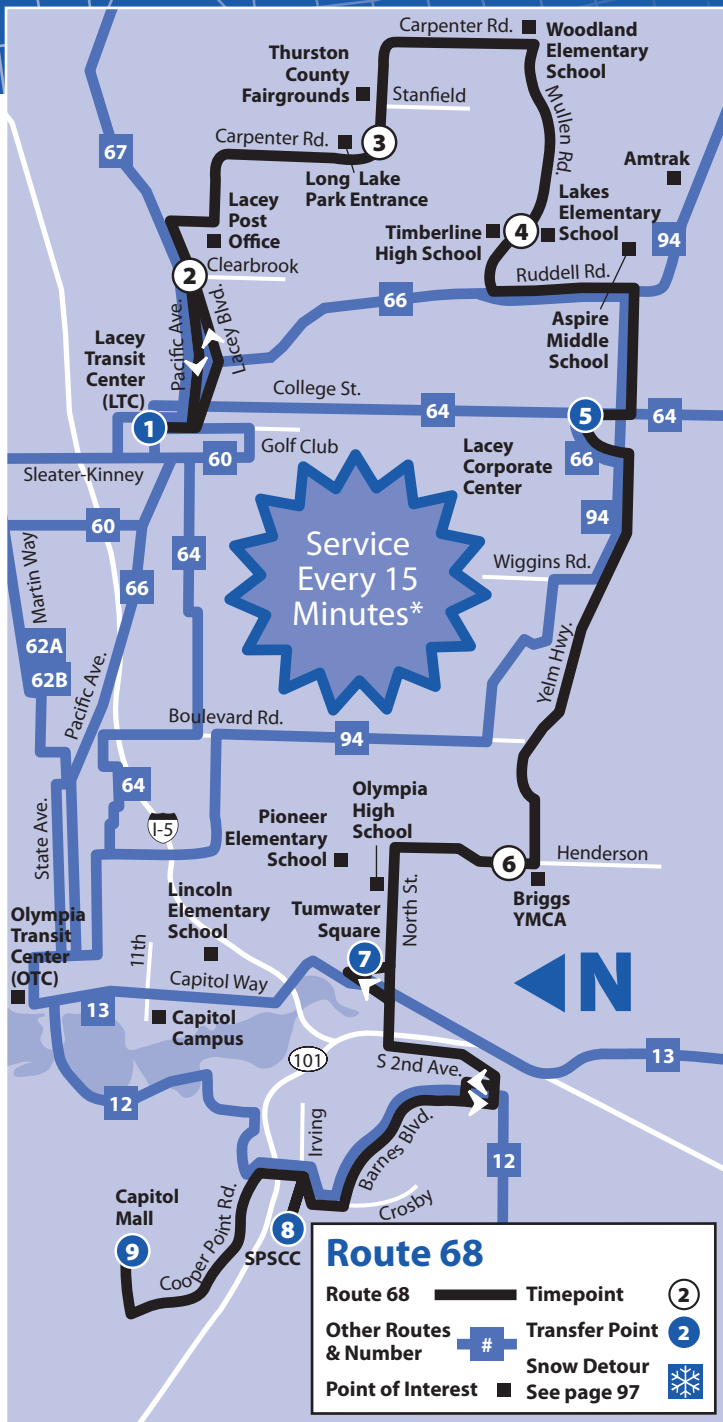 Carpenter Rd.
Woodland
Elementary
School
Thurston
County
Fairgrounds
Stanfield
Mullen Rd.
67
Carpenter Rd.
3
Long Lake
Park Entrance
Amtrak
Lacey
Post
Office
Timberline
High School
4
Lakes
Elementary
School
94
2
Clearbrook
Ruddell Rd.
66
Pacific Ave.
Lacey Blvd.
Aspire
Middle
School
Lacey
Transit
Center
(LTC)
1
College St.
64
5
64
Golf Club
60
Sleater-Kinney
Lacey
Corporate
Center
66
94
60
Martin Way
64
66
Service
Every 15
Minutes*
Wiggins Rd.
62A
62B
Pacific Ave.
Yelm Hwy.
Boulevard Rd.
94
64
I-5
State Ave.
Olympia
High
School
Pioneer
Elementary
School
6
Henderson
Briggs
YMCA
North St.
Lincoln
Elementary
School
Tumwater
Square
7
Olympia
Transit
Center
(OTC)
11th
Capitol Way
N
13
Capitol
Campus
101
S 2nd Ave.
13
12
Irving
Barnes Blvd.
12
Crosby
Capitol
Mall
9
Cooper Point Rd.
8
SPSCC
Route 68
Route 68
Timepoint
2
Other Routes
& Number
#
Transfer Point
2
Snow Detour
See page 97
Point of Interest